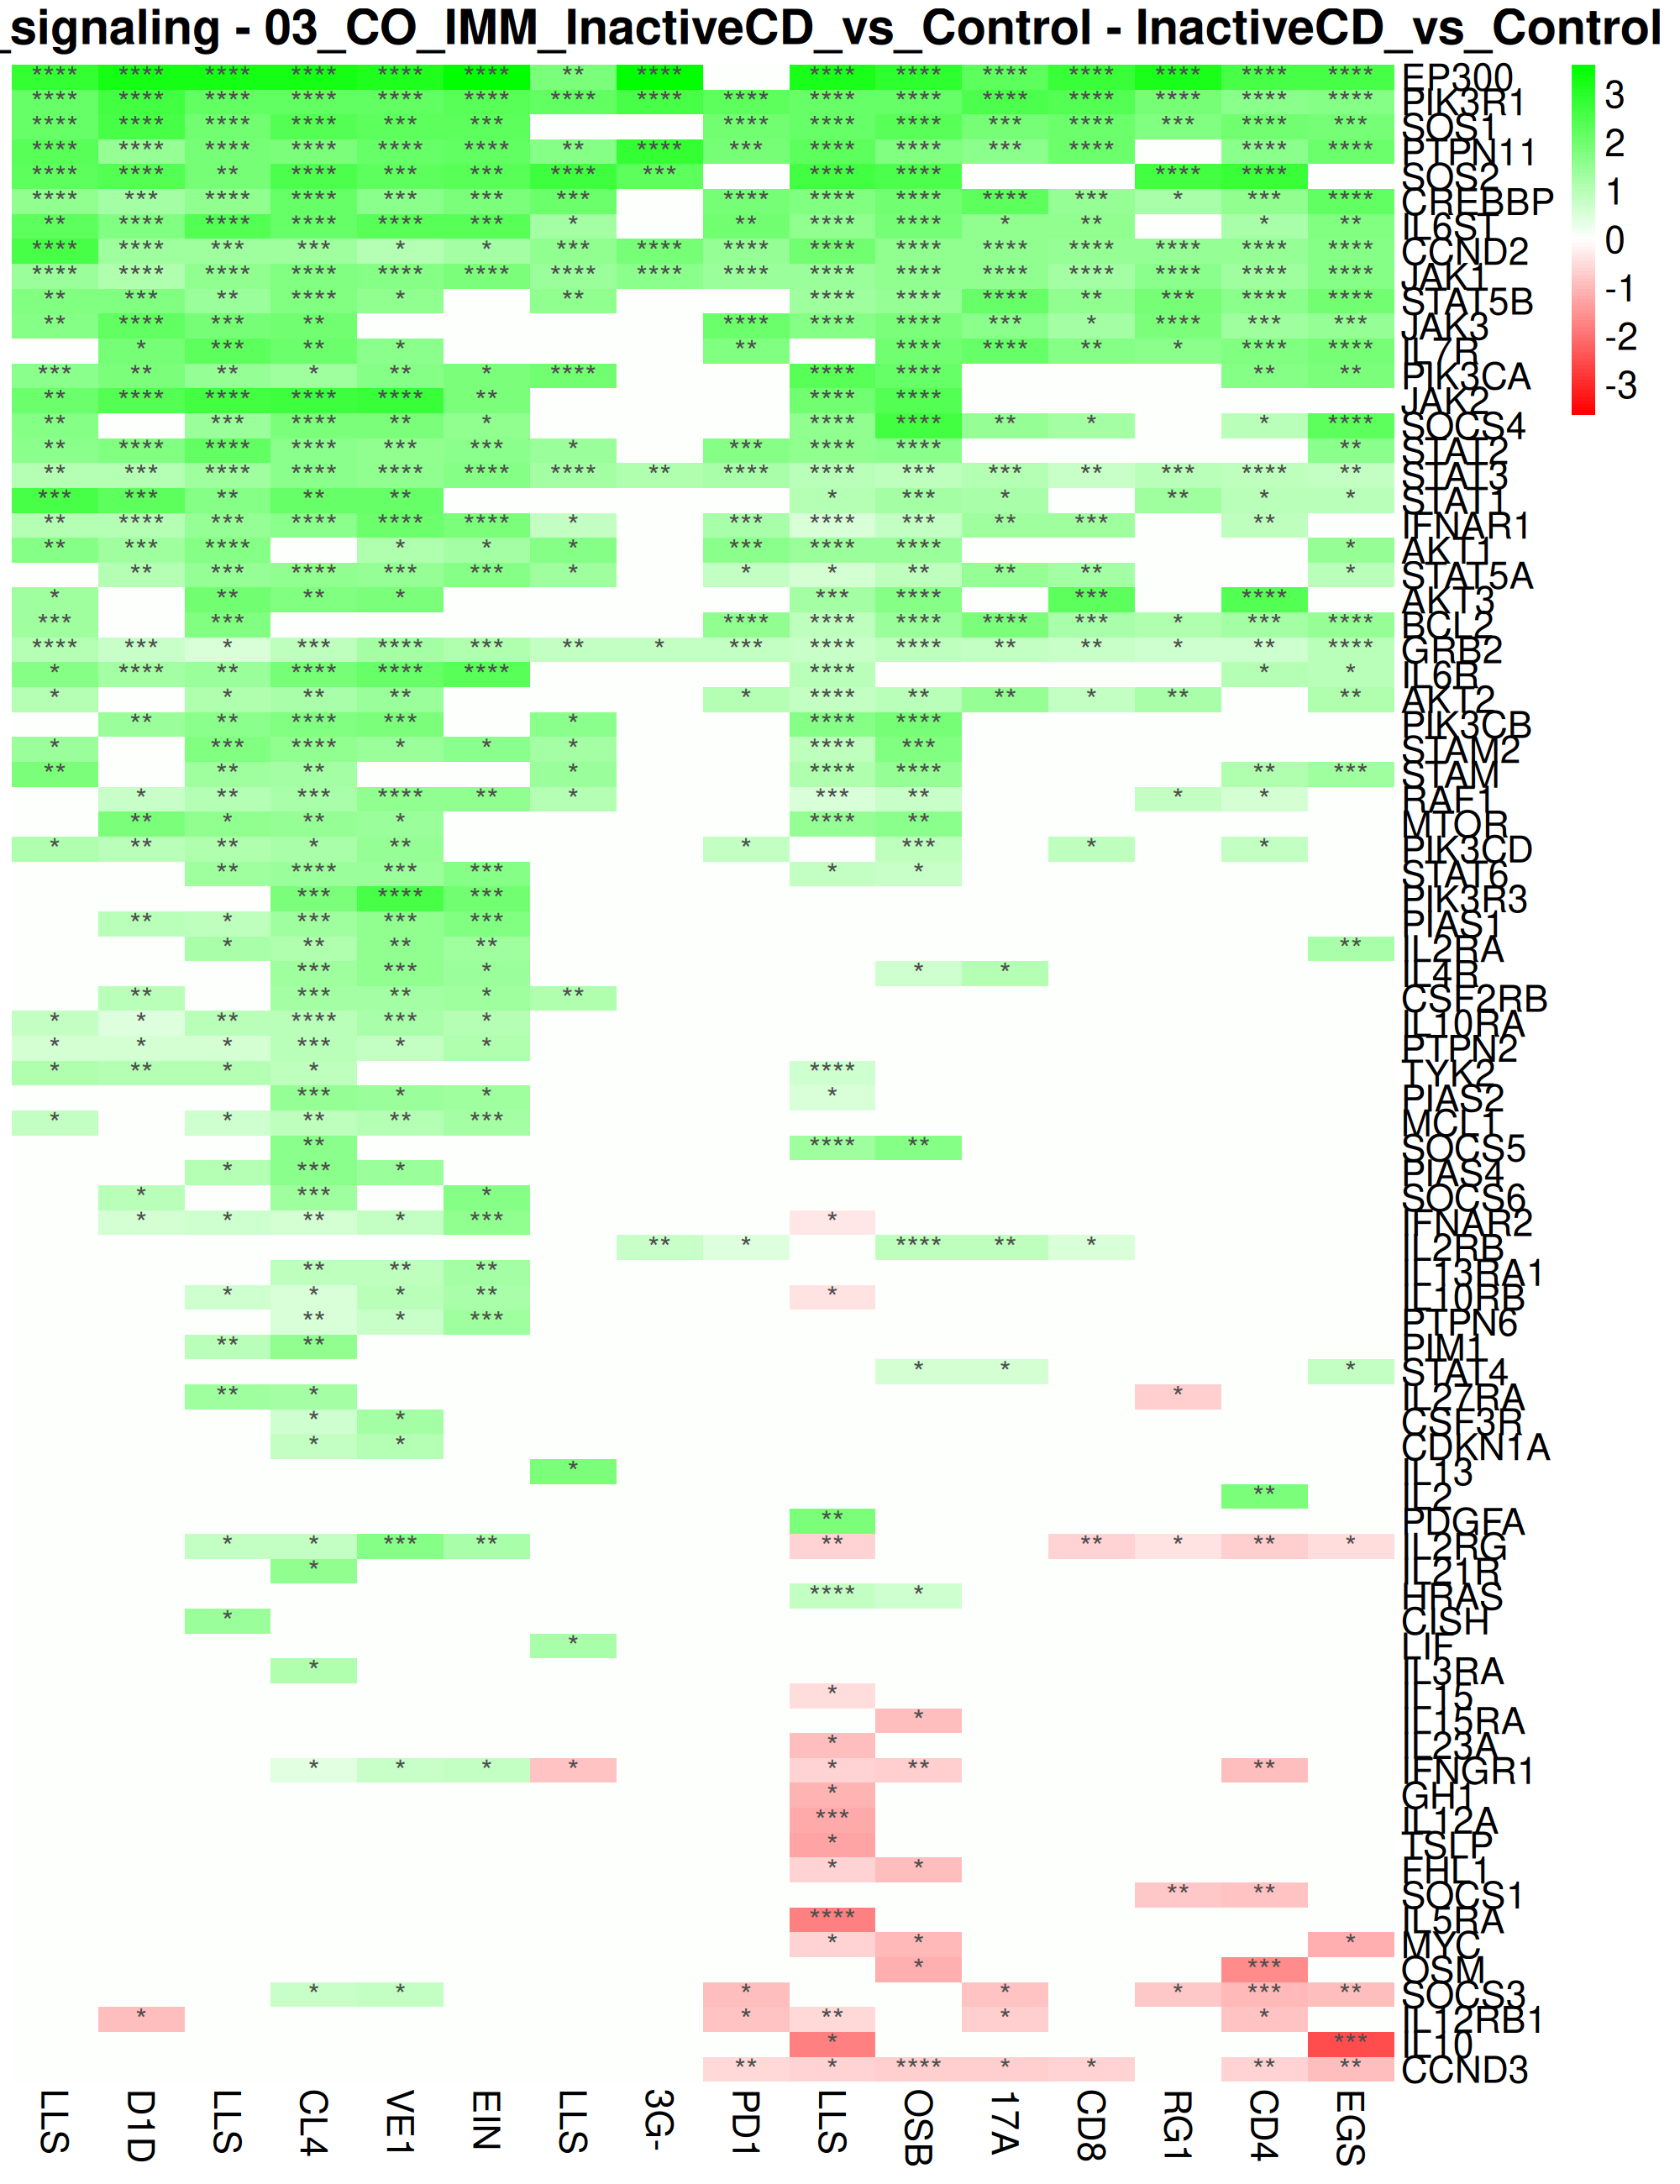 _signaling - 03_CO_IMM_InactiveCD_vs_Control - InactiveCD_vs_Control
EP300
PIK3R1
SOS1
PTPN11
SOS2
CREBBP
IL6ST
CCND2
JAK1
STAT5B
JAK3
IL7R
PIK3CA
JAK2
SOCS4
STAT2
STAT3
STAT1
IFNAR1
AKT1
STAT5A
AKT3
BCL2
GRB2
IL6R
AKT2
PIK3CB
STAM2
STAM
RAF1
MTOR
PIK3CD
STAT6
PIK3R3
PIAS1
IL2RA
IL4R
CSF2RB
IL10RA
PTPN2
TYK2
PIAS2
MCL1
SOCS5
PIAS4
SOCS6
IFNAR2
IL2RB
IL13RA1
IL10RB
PTPN6
PIM1
STAT4
IL27RA
CSF3R
CDKN1A
IL13
IL2
PDGFA
IL2RG
IL21R
HRAS
CISH
LIF
IL3RA
IL15
IL15RA
IL23A
IFNGR1
GH1
IL12A
TSLP
FHL1
SOCS1
IL5RA
MYC
OSM
SOCS3
IL12RB1
IL10
CCND3
3
2
1
0
-1
-2
-3
LLS
D1D
LLS
CL4
VE1
EIN
LLS
3G-
PD1
LLS
OSB
17A
CD8
RG1
CD4
EGS